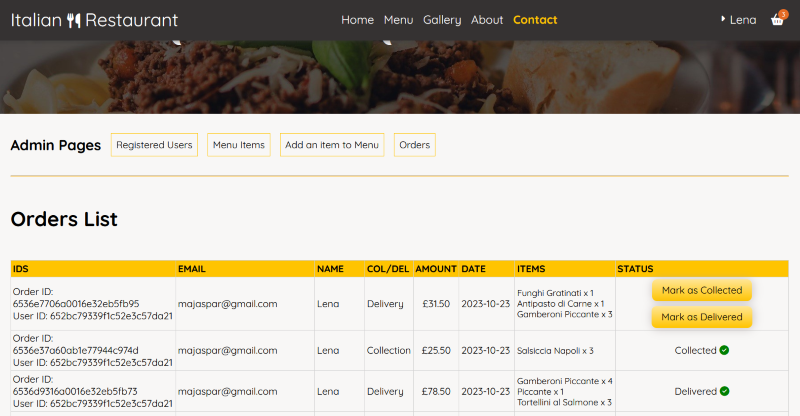 Italian Restaurant
Home Menu Gallery About Contact
Lena 3
Admin Pages
Registered Users
Menu Items
Add an item to Menu
Orders
Orders List
IDS EMAIL NAME COL/DEL AMOUNT DATE ITEMS STATUS
Order ID:
6536e7706a0016e32eb5fb95
User ID: 652bc79339f1c52e3c57da21
majaspar@gmail.com
Lena
Delivery
£31.50
2023-10-23
Funghi Gratinati x 1
Antipasto di Carne x 1
Gamberoni Piccante x 3
Mark as Collected
Mark as Delivered
Order ID:
6536e37a60ab1e77944c974d
User ID: 652bc79339f1c52e3c57da21
majaspar@gmail.com
Lena
Collection
£25.50
2023-10-23
Salsiccia Napoli x 3
Collected
Order ID:
6536d9316a0016e32eb5fb73
User ID: 652bc79339f1c52e3c57da21
majaspar@gmail.com
Lena
Delivery
£78.50
2023-10-23
Gamberoni Piccante x 4
Piccante x 1
Tortellini al Salmone x 3
Delivered